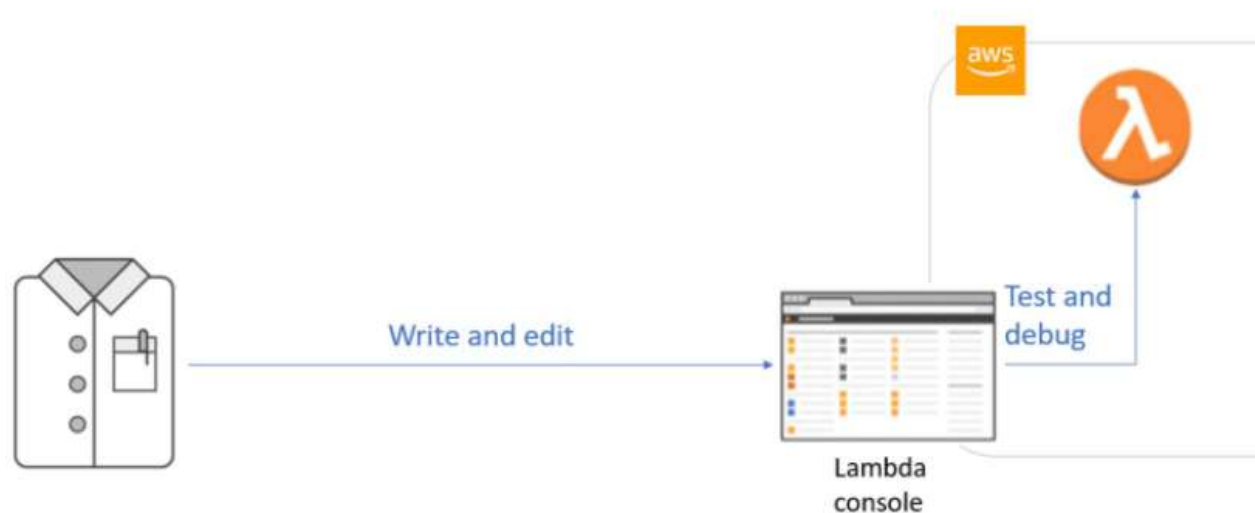 aws
λ
Write and edit
Test and
debug
Lambda
console